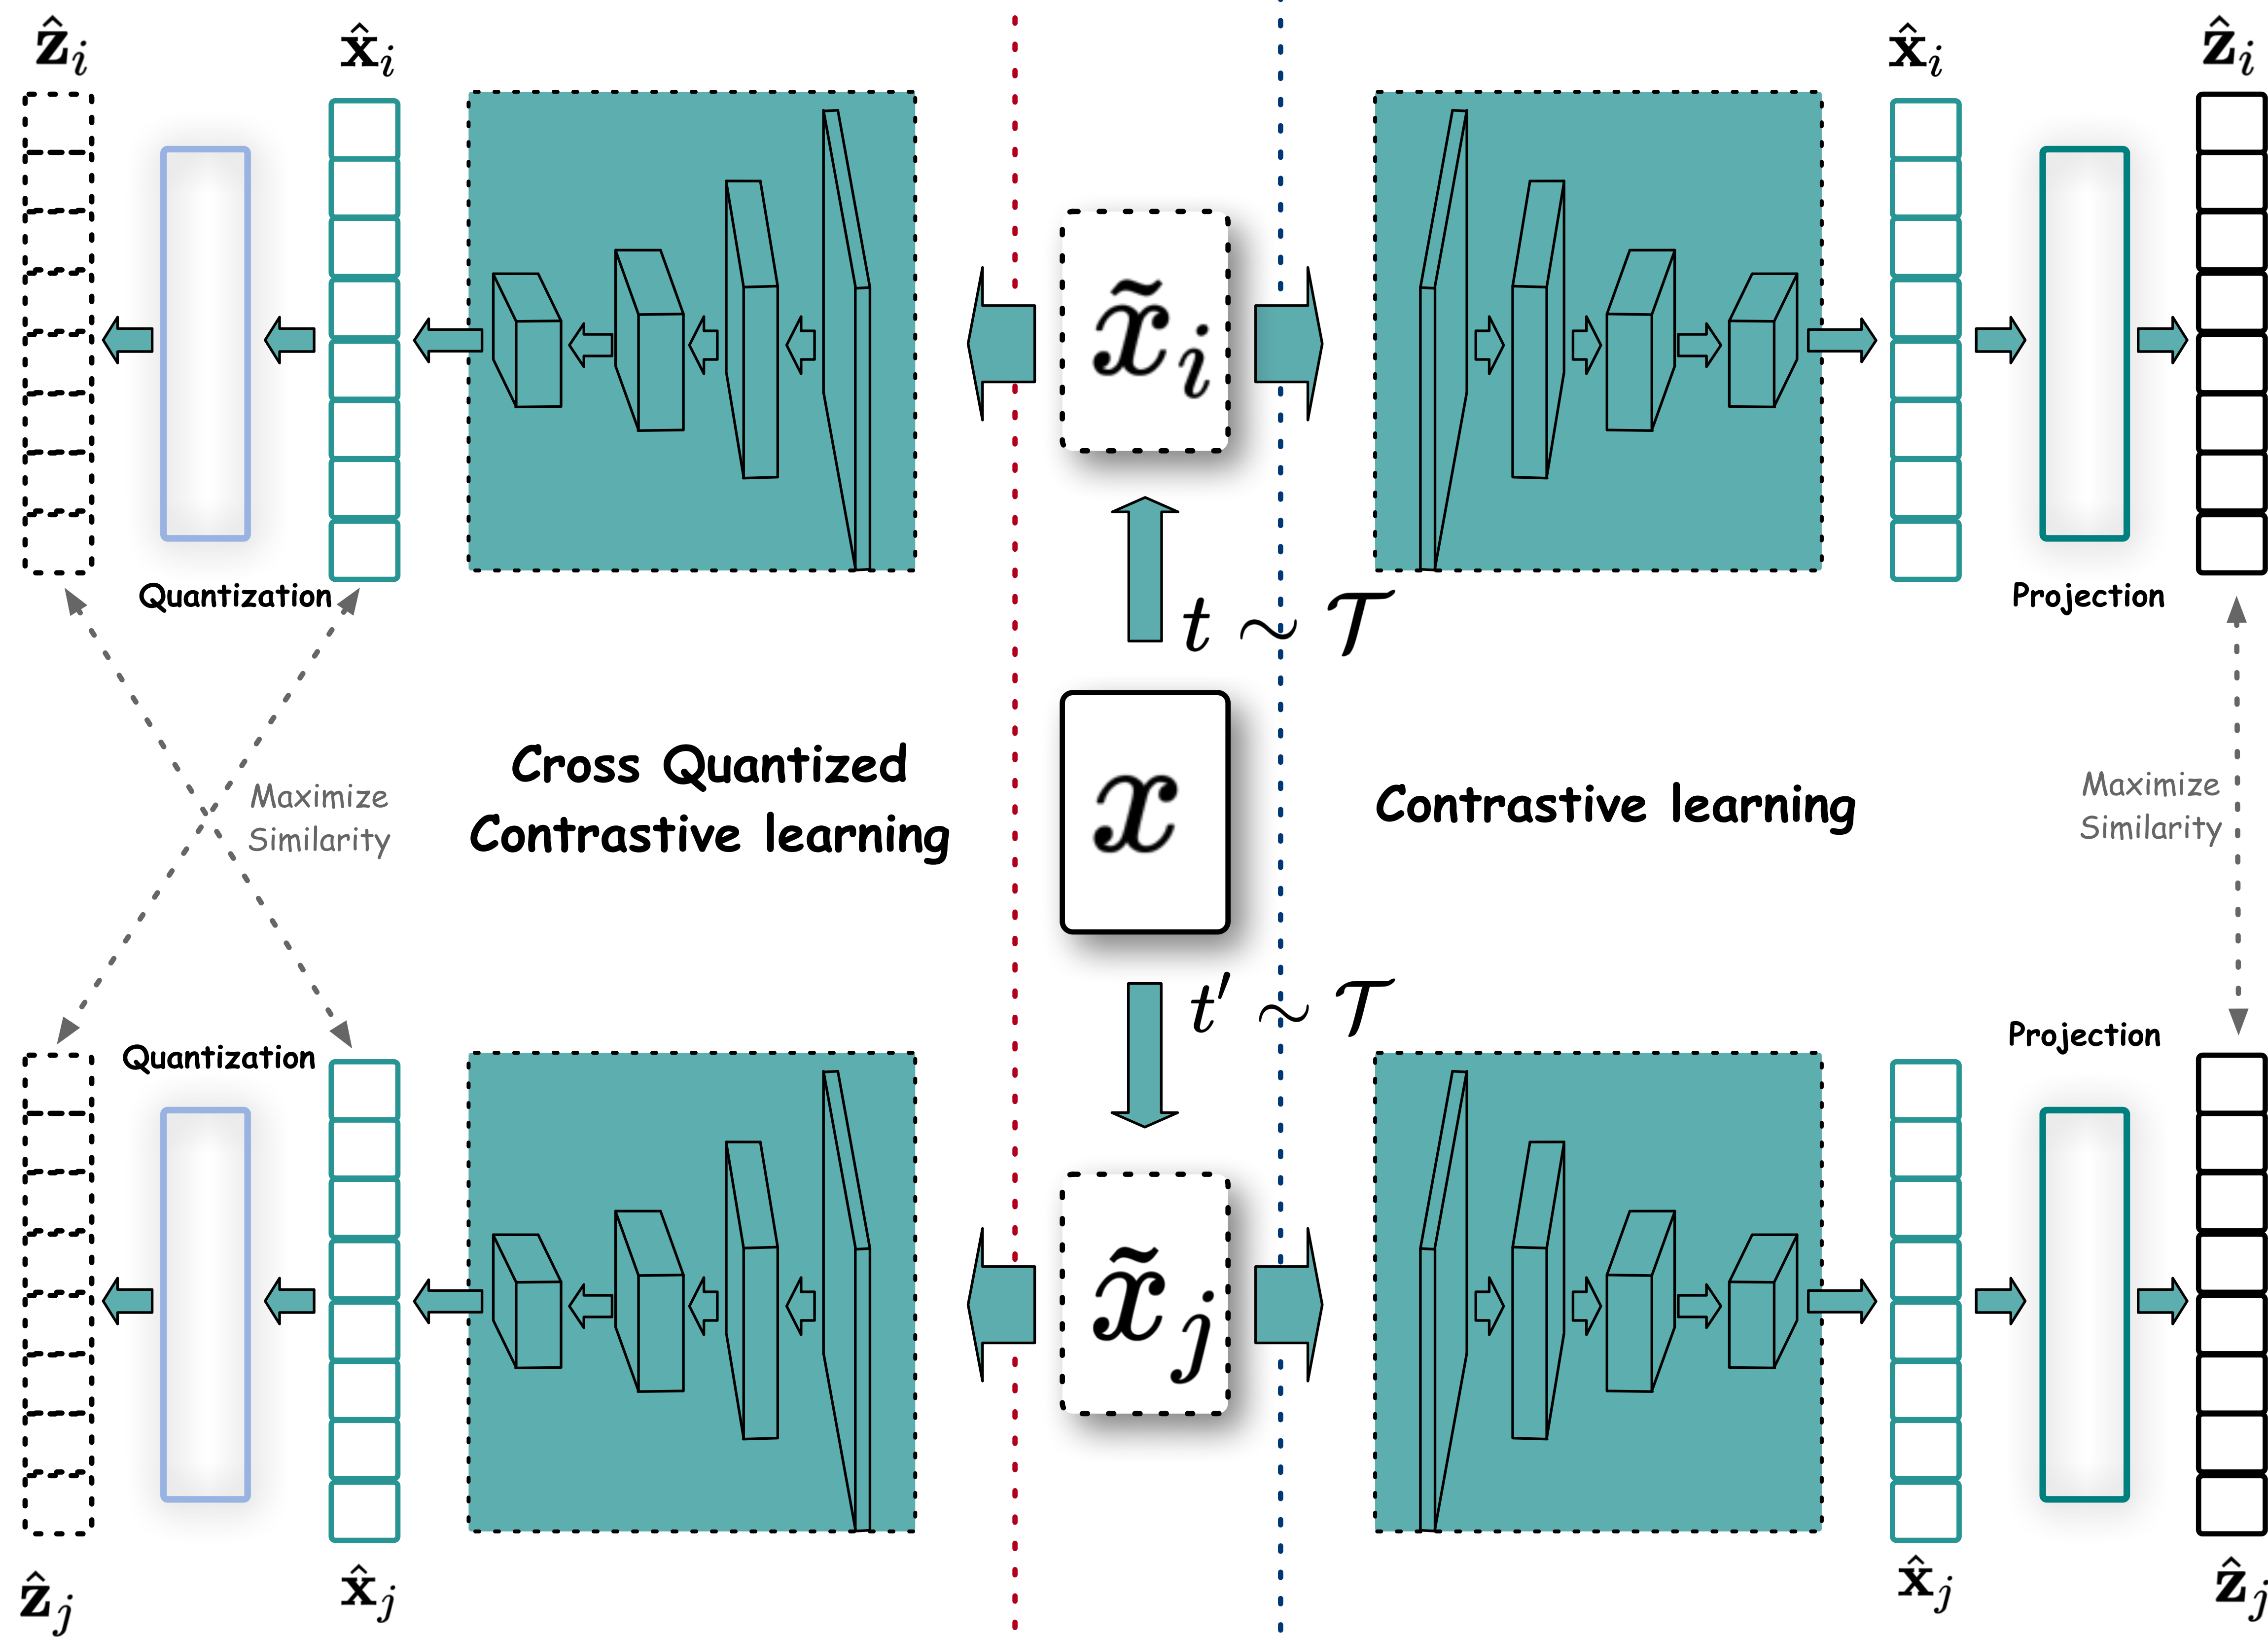 ẑ_i
x̂_i
x̂_i
ẑ_i
x̃_i
Quantization
Projection
t ∼ 𝒯
Cross Quantized
Contrastive learning
Maximize
Similarity
x
Contrastive learning
Maximize
Similarity
t′ ∼ 𝒯
Quantization
Projection
x̃_j
ẑ_j
x̂_j
x̂_j
ẑ_j